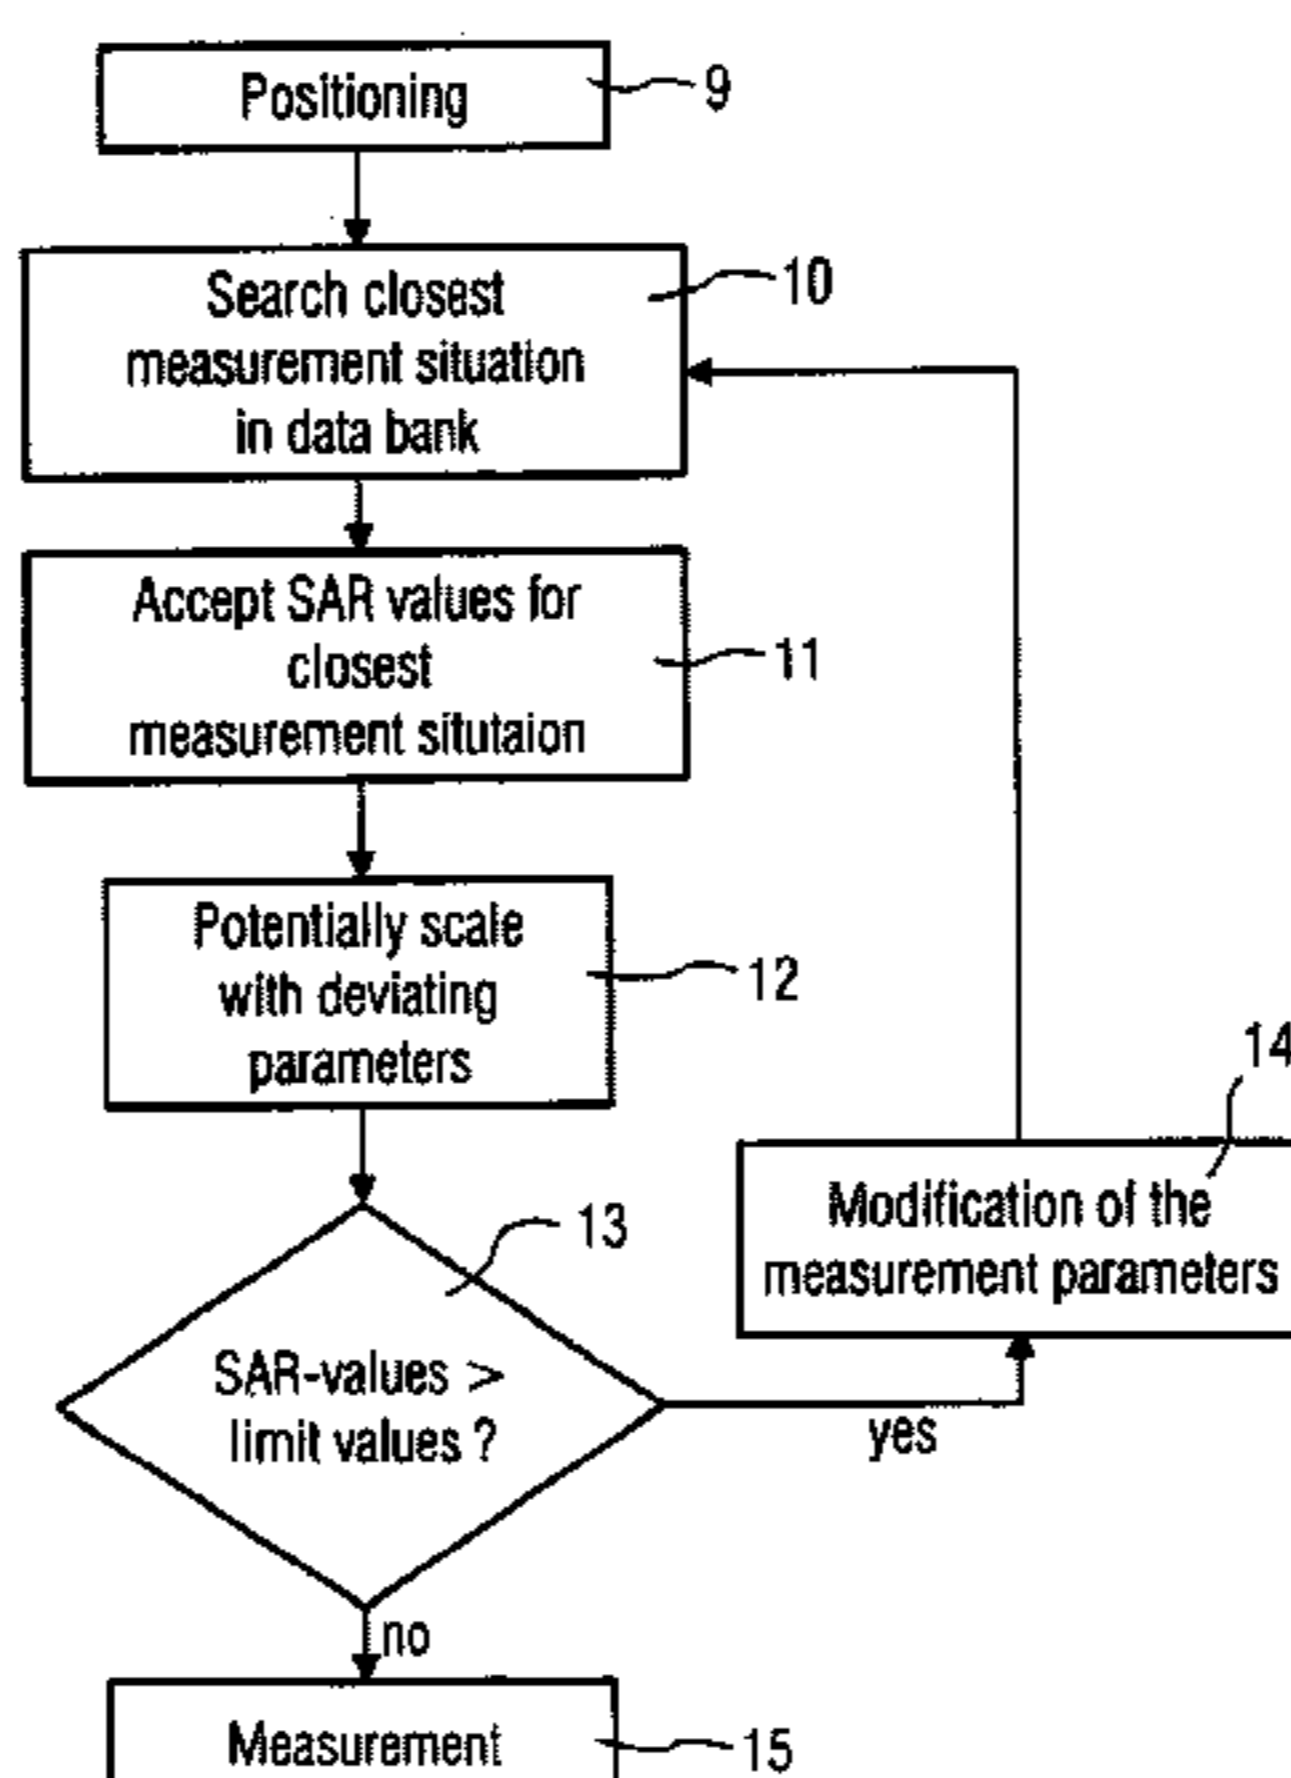 Positioning
9
Search closest
measurement situation
in data bank
10
Accept SAR values for
closest
measurement situtaion
11
Potentially scale
with deviating
parameters
12
14
Modification of the
measurement parameters
13
SAR-values >
limit values ?
yes
no
Measurement
15